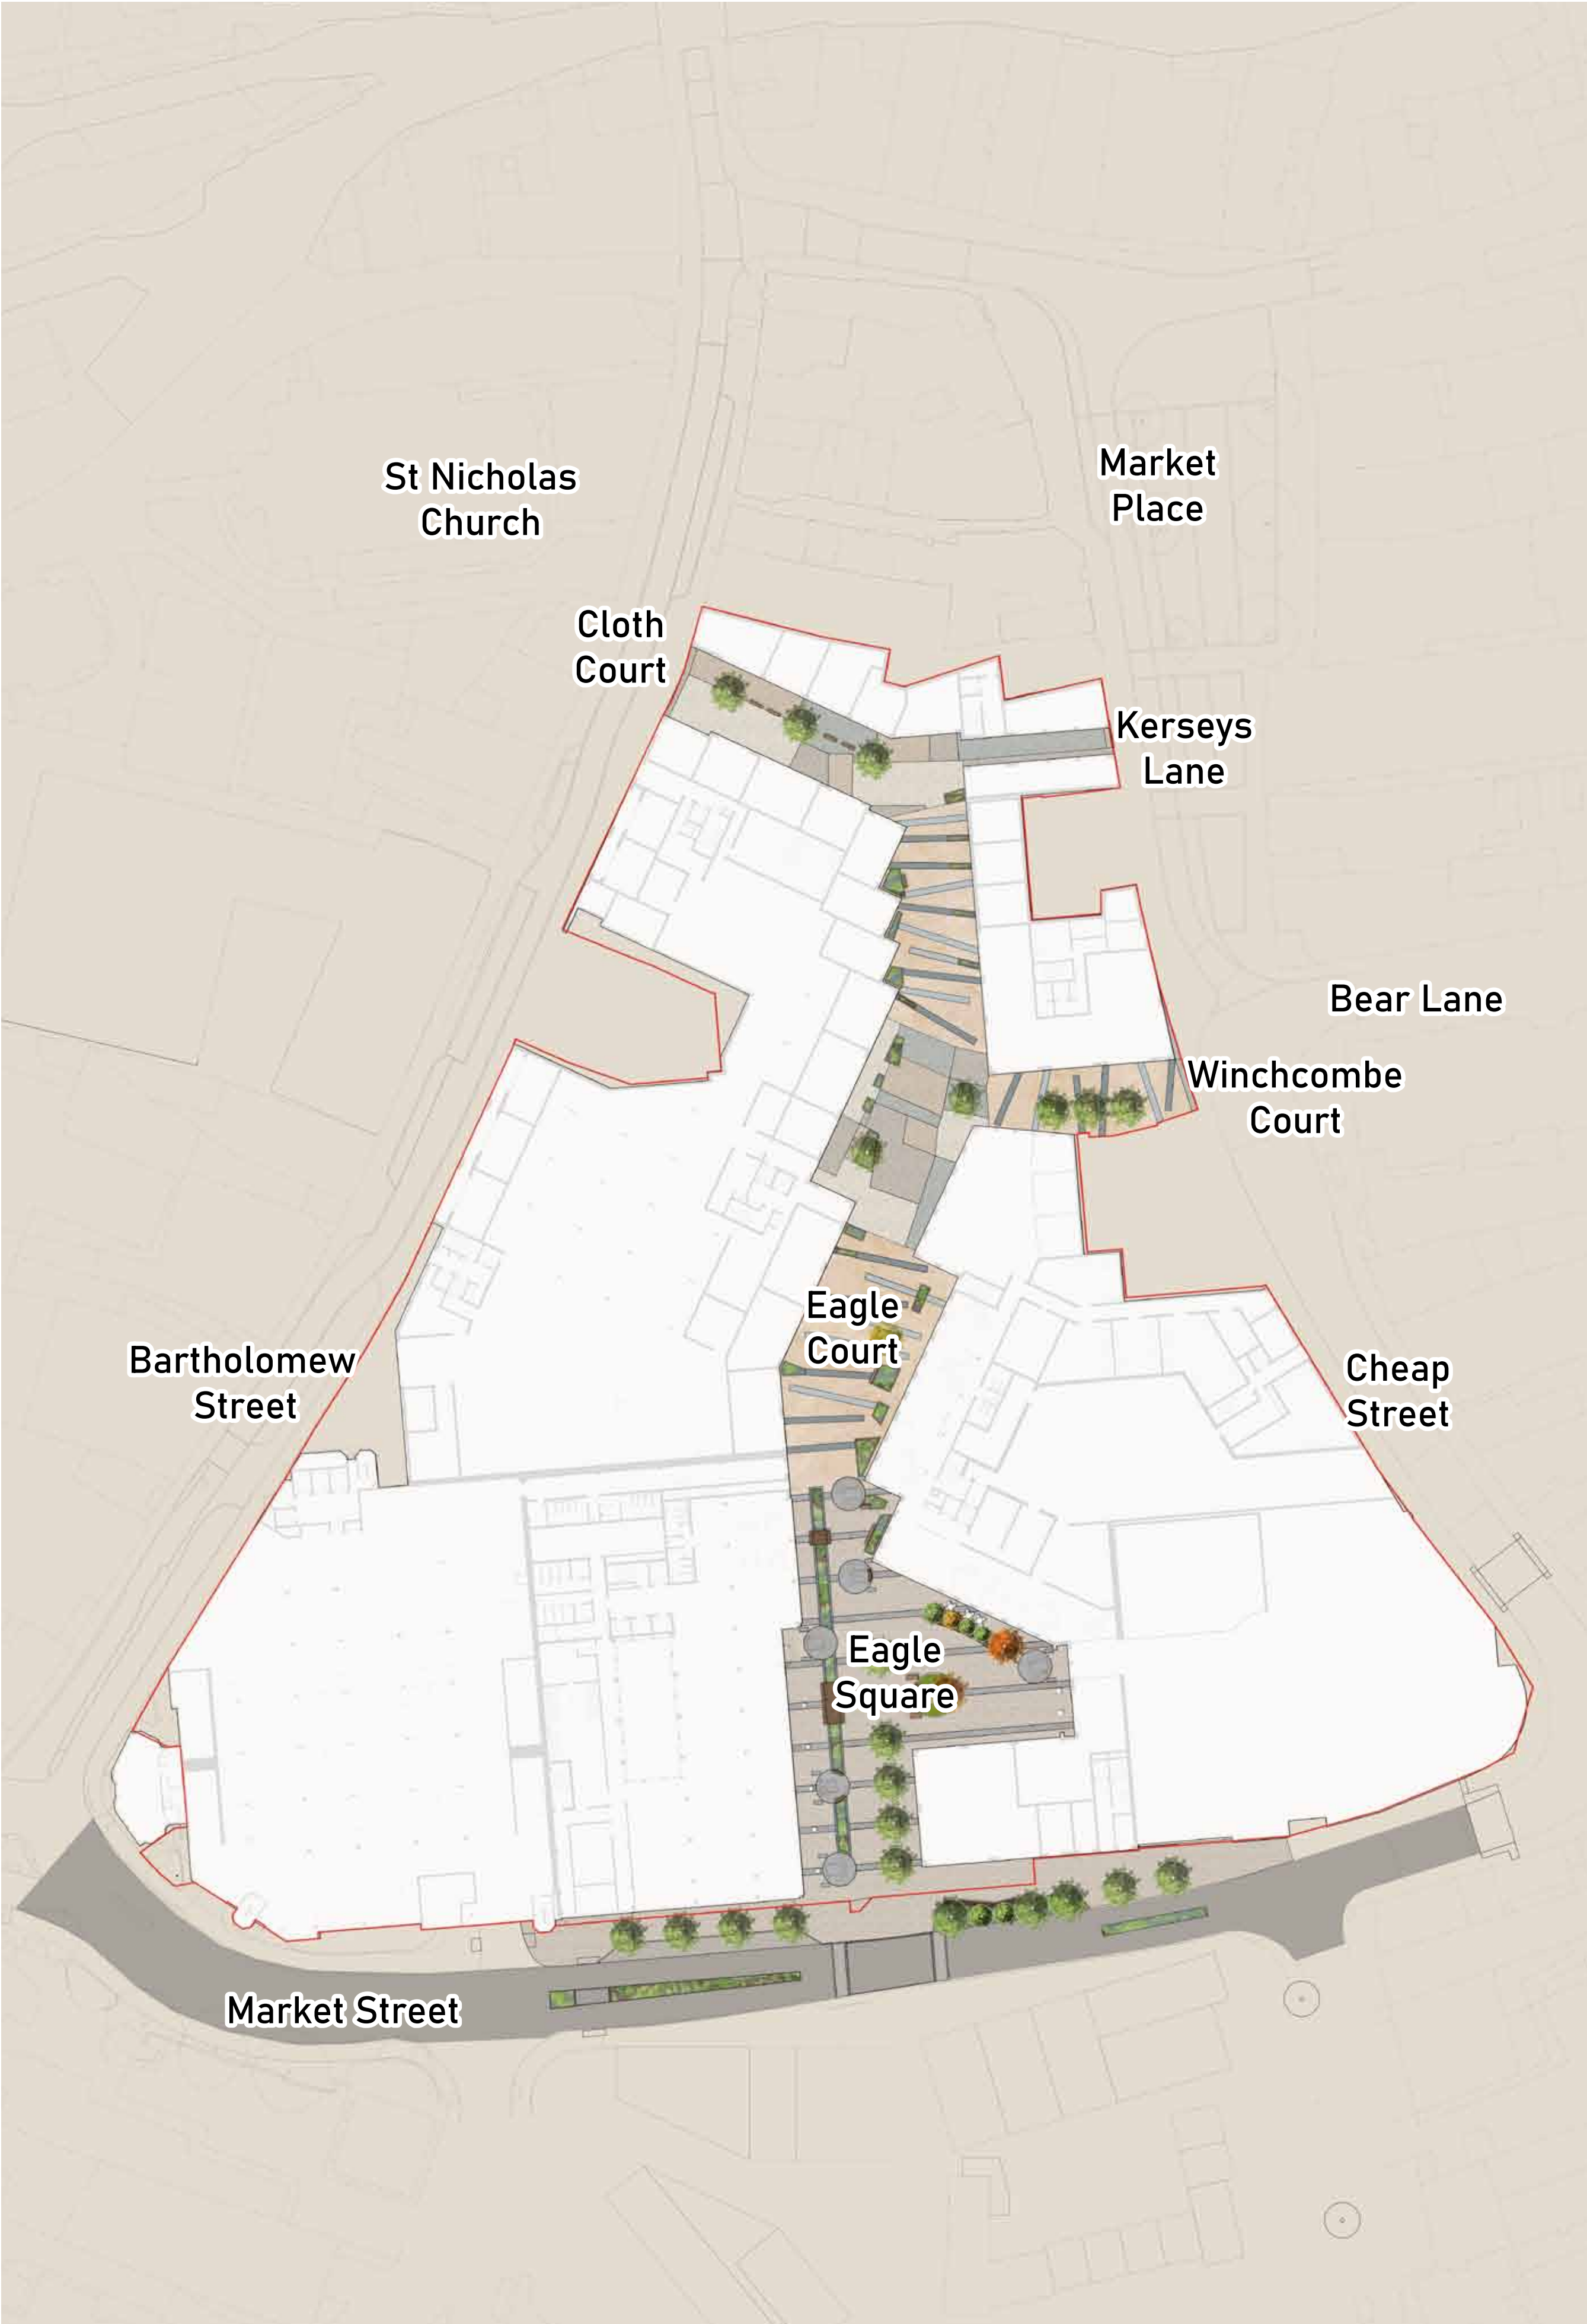 St Nicholas
Church
Market
Place
Cloth
Court
Kerseys
Lane
Bear Lane
Winchcombe
Court
Eagle
Court
Bartholomew
Street
Cheap
Street
Eagle
Square
Market Street